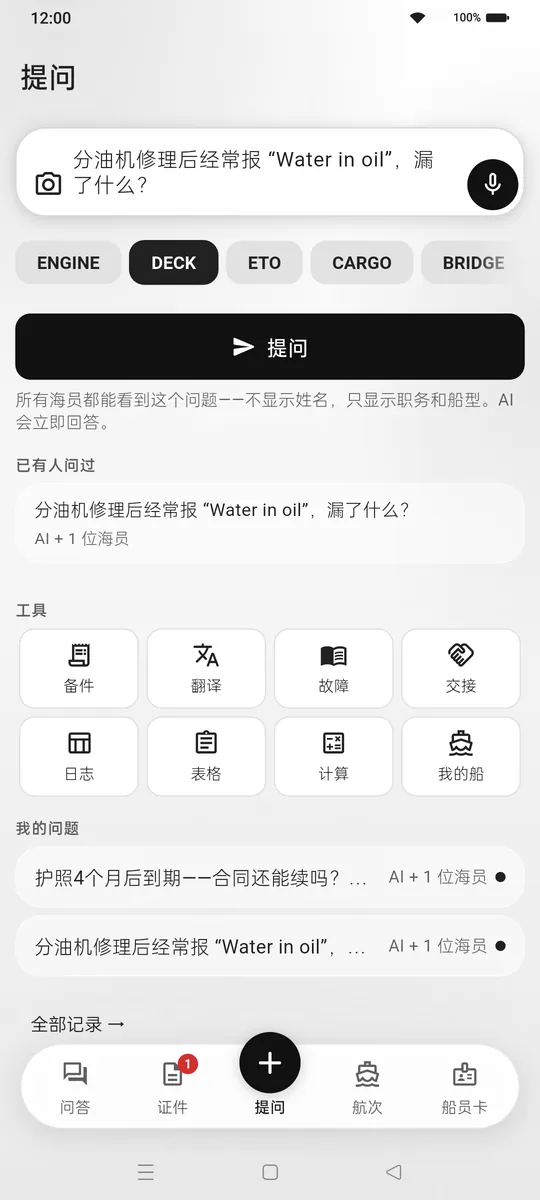 12:00
100%
提问
分油机修理后经常报 “Water in oil”，漏
了什么？
ENGINE
DECK
ETO
CARGO
BRIDGE
提问
所有海员都能看到这个问题——不显示姓名，只显示职务和船型。AI
会立即回答。
已有人问过
分油机修理后经常报 “Water in oil”，漏了什么？
AI + 1 位海员
工具
备件
翻译
故障
交接
日志
表格
计算
我的船
我的问题
护照4个月后到期——合同还能续吗？…
AI + 1 位海员
分油机修理后经常报 “Water in oil”，…
AI + 1 位海员
全部记录 →
1
问答
证件
提问
航次
船员卡